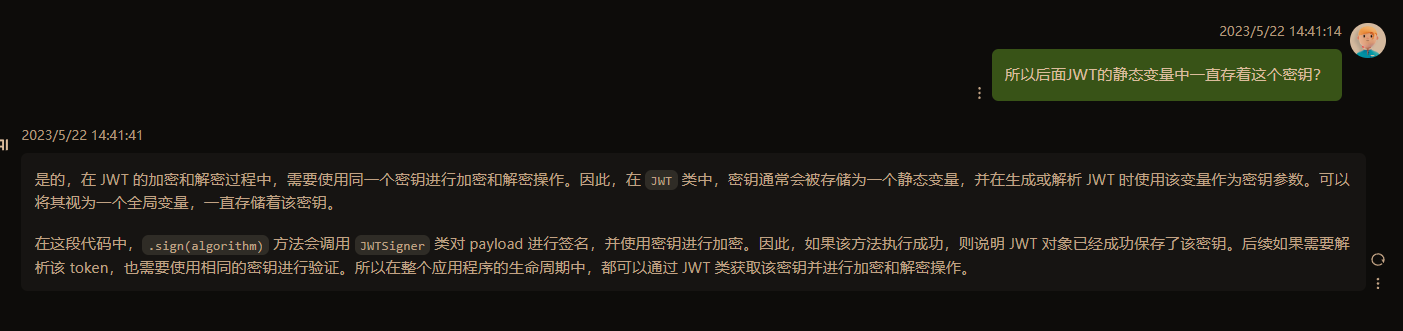 2023/5/22 14:41:14
所以后面JWT的静态变量中一直存着这个密钥？
2023/5/22 14:41:41
是的，在 JWT 的加密和解密过程中，需要使用同一个密钥进行加密和解密操作。因此，在 JWT 类中，密钥通常会被存储为一个静态变量，并在生成或解析 JWT 时使用该变量作为密钥参数。可以
将其视为一个全局变量，一直存储着该密钥。
在这段代码中，.sign(algorithm) 方法会调用 JWTSigner 类对 payload 进行签名，并使用密钥进行加密。因此，如果该方法执行成功，则说明 JWT 对象已经成功保存了该密钥。后续如果需要解
析该 token，也需要使用相同的密钥进行验证。所以在整个应用程序的生命周期中，都可以通过 JWT 类获取该密钥并进行加密和解密操作。